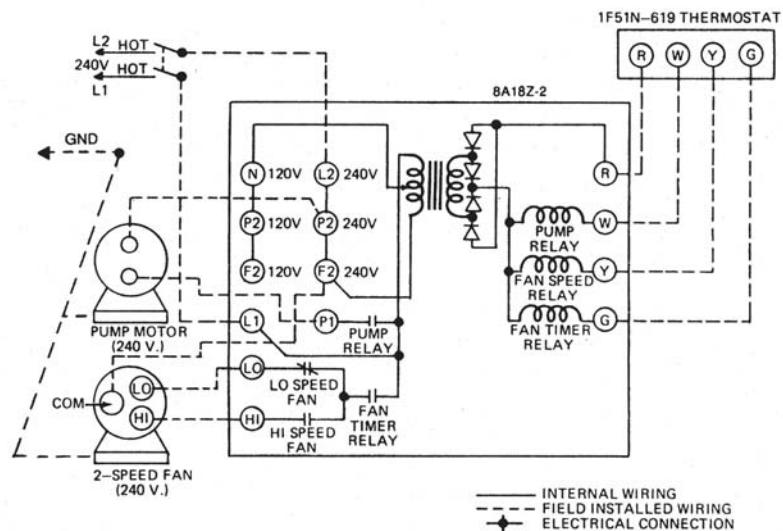 1F51N–619 THERMOSTAT
R W Y G
L2 HOT
240V HOT
L1
8A18Z-2
GND
N 120V L2 240V
P2 120V P2 240V
F2 120V F2 240V
R
W
PUMP
RELAY
Y
FAN SPEED
RELAY
G
FAN TIMER
RELAY
PUMP MOTOR
(240 V.)
L1 P1
PUMP
RELAY
LO
LO SPEED
FAN
HI
HI SPEED
FAN
FAN
TIMER
RELAY
COM
LO
HI
2–SPEED FAN
(240 V.)
INTERNAL WIRING
FIELD INSTALLED WIRING
ELECTRICAL CONNECTION